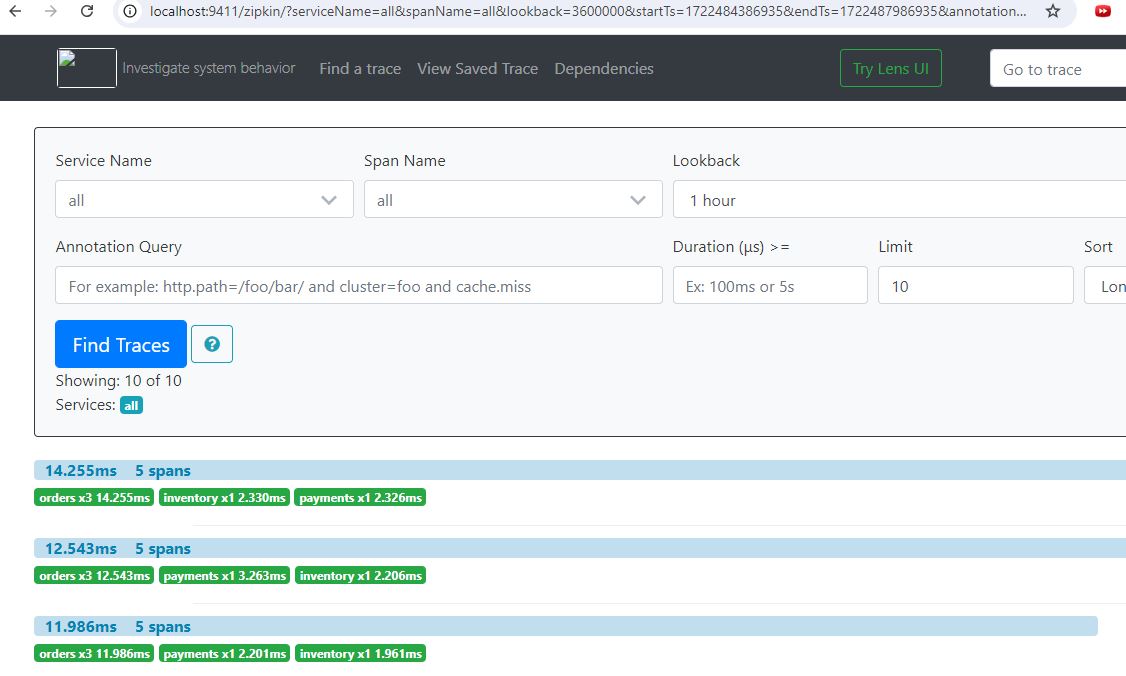 localhost:9411/zipkin/?serviceName=all&spanName=all&lookback=3600000&startTs=1722484386935&endTs=1722487986935&annotation...
Investigate system behavior Find a trace View Saved Trace Dependencies Try Lens UI Go to trace
Service Name Span Name Lookback
all all 1 hour
Annotation Query Duration (μs) >= Limit Sort
For example: http.path=/foo/bar/ and cluster=foo and cache.miss Ex: 100ms or 5s 10 Lon
Find Traces ?
Showing: 10 of 10
Services: all
14.255ms 5 spans
orders x3 14.255ms inventory x1 2.330ms payments x1 2.326ms
12.543ms 5 spans
orders x3 12.543ms payments x1 3.263ms inventory x1 2.206ms
11.986ms 5 spans
orders x3 11.986ms payments x1 2.201ms inventory x1 1.961ms